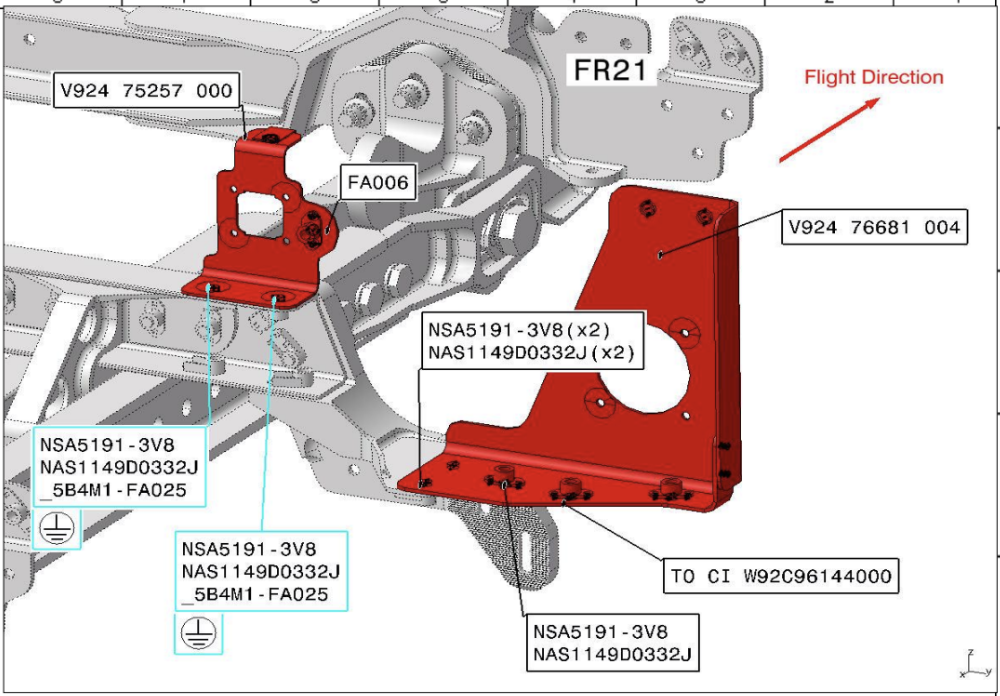 FR21
Flight Direction
V924 75257 000
FA006
V924 76681 004
NSA5191-3V8(x2)
NAS1149D0332J(x2)
NSA5191-3V8
NAS1149D0332J
_5B4M1-FA025
NSA5191-3V8
NAS1149D0332J
_5B4M1-FA025
TO CI W92C96144000
NSA5191-3V8
NAS1149D0332J
z
x
y